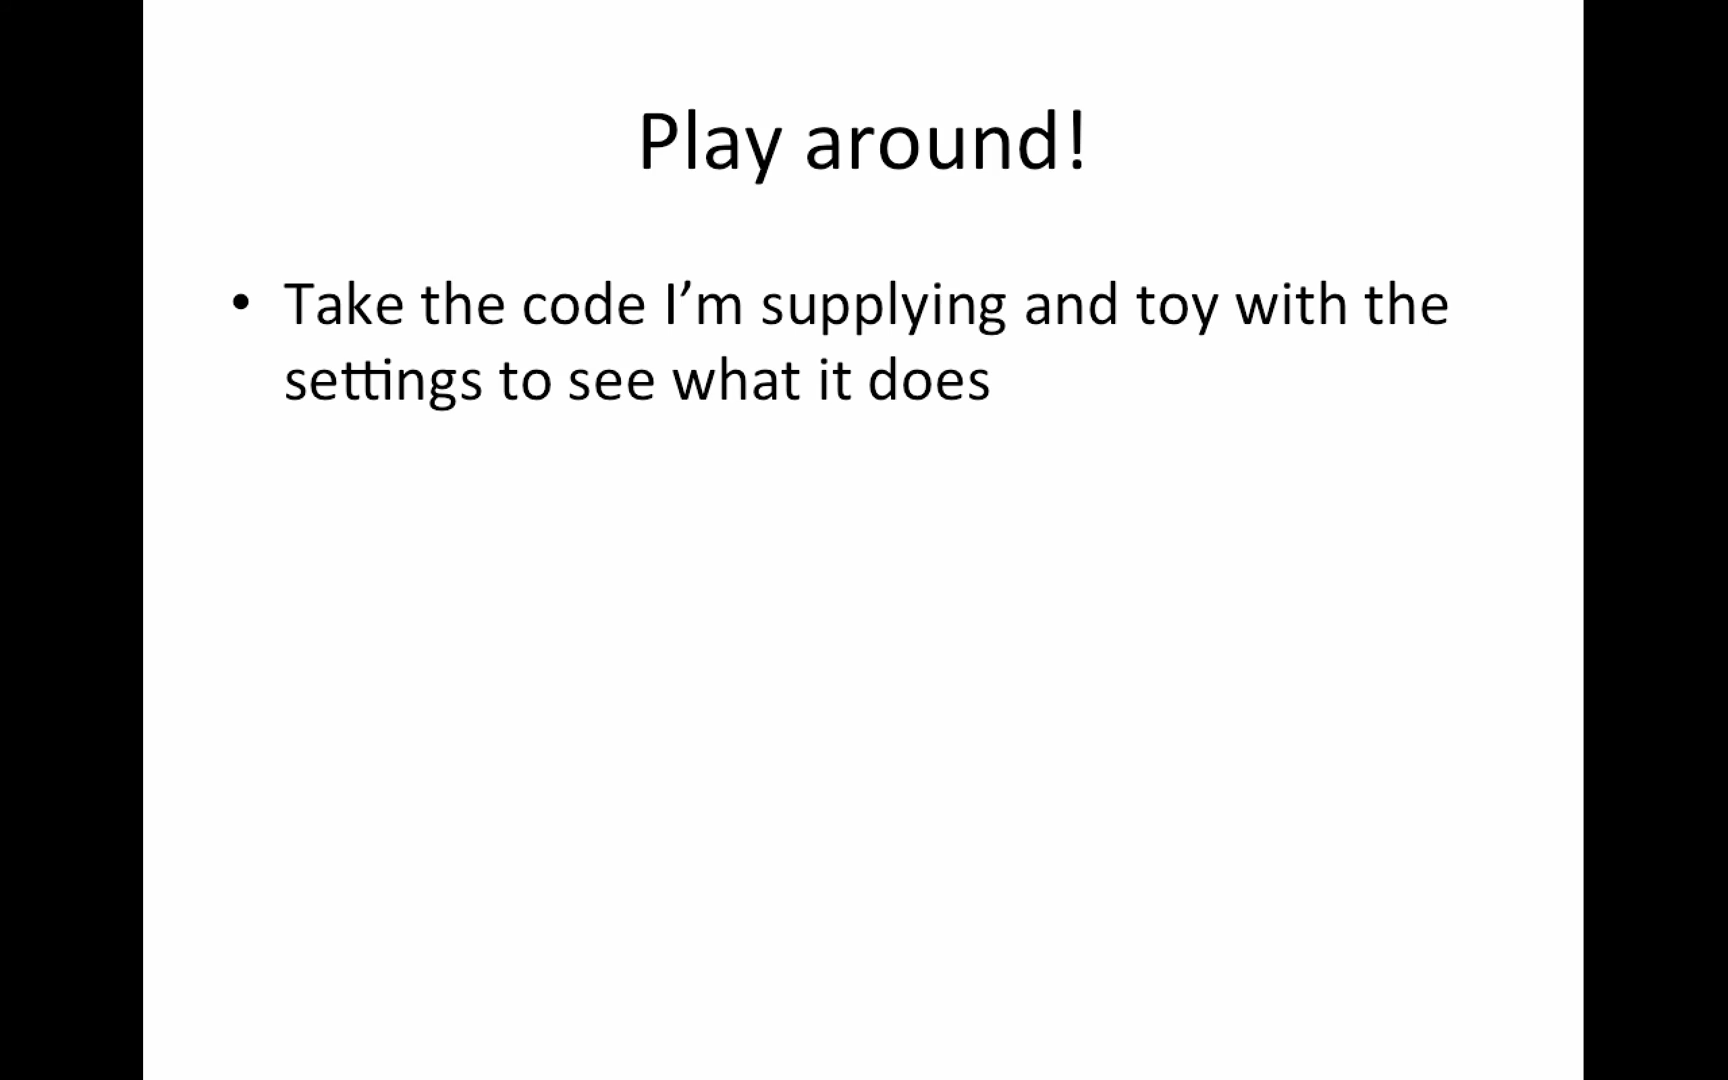 Play around!
• Take the code I’m supplying and toy with the
settings to see what it does